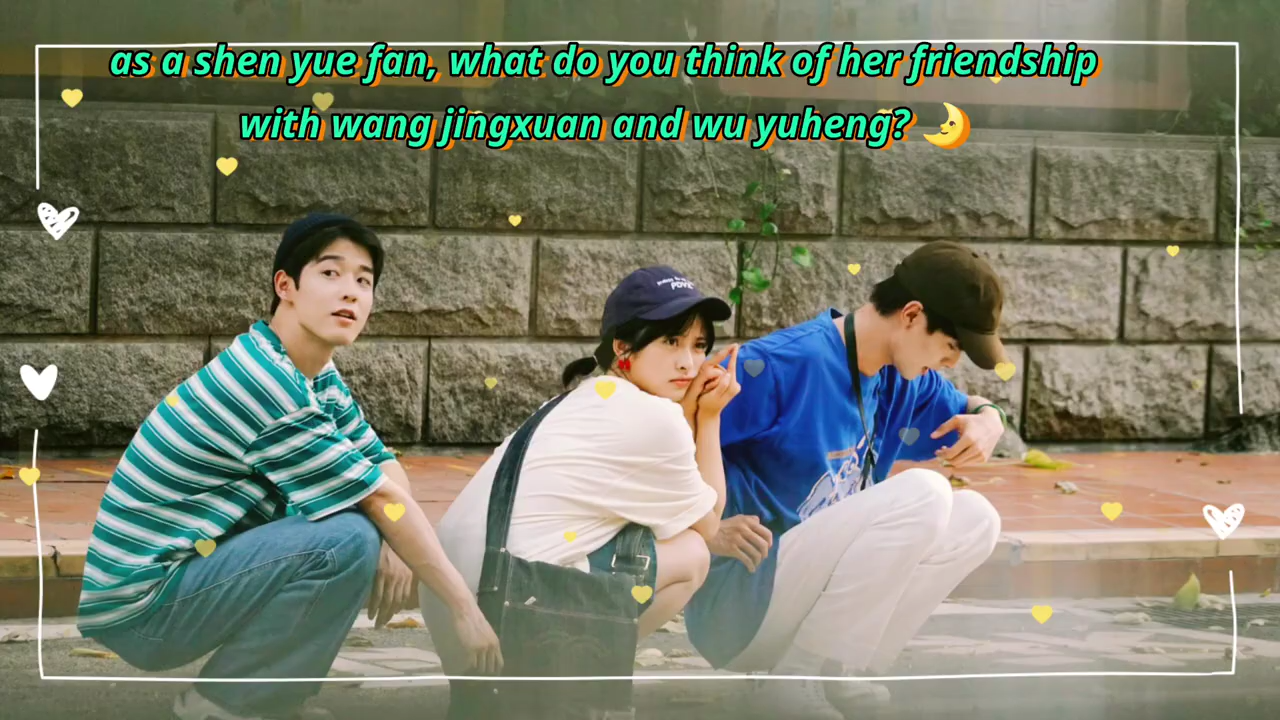 as a shen yue fan, what do you think of her friendship
with wang jingxuan and wu yuheng? 🌛